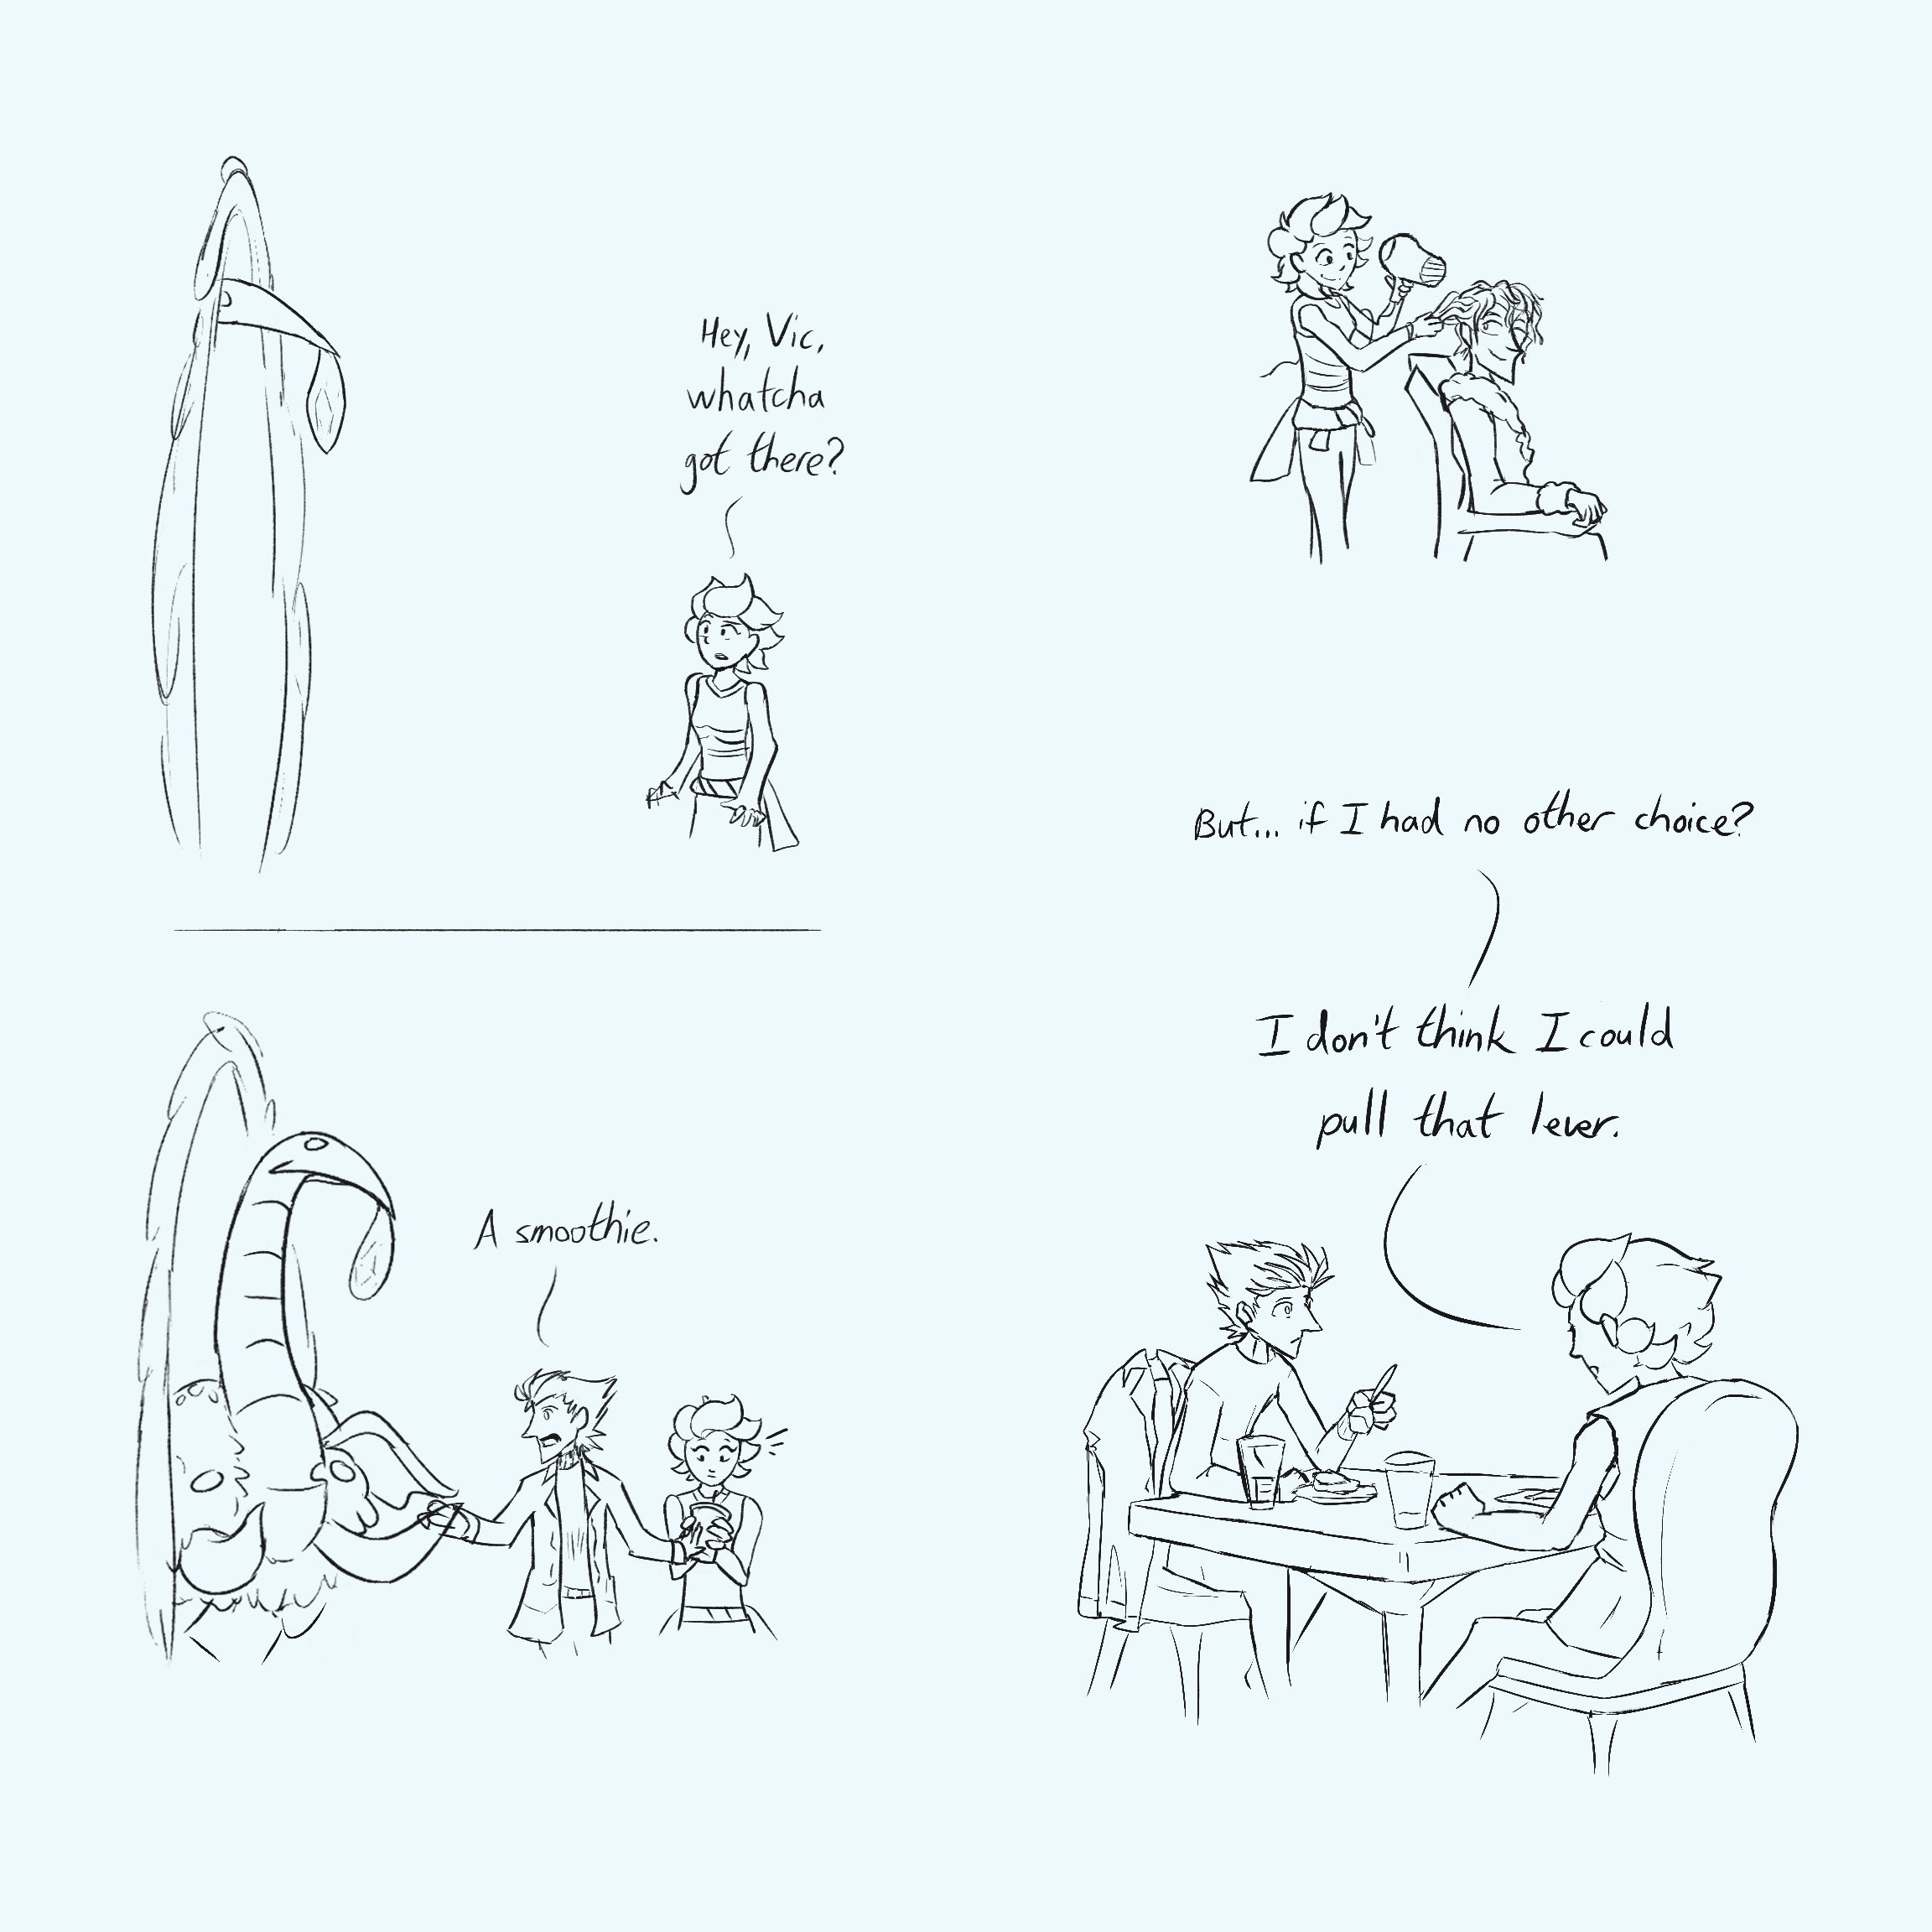 Hey, Vic,
whatcha
got there?
A smoothie.
But... if I had no other choice?
I don't think I could
pull that lever.